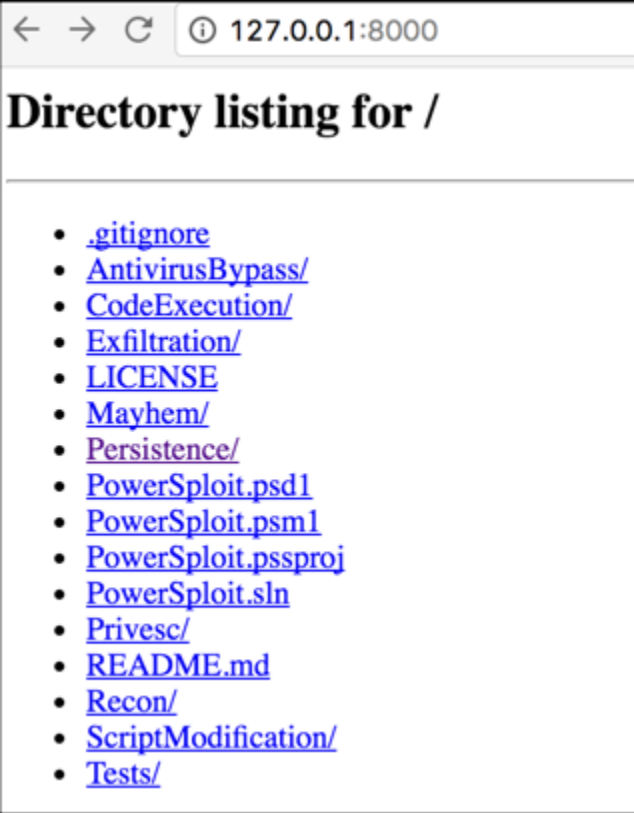 127.0.0.1:8000
Directory listing for /
.gitignore
AntivirusBypass/
CodeExecution/
Exfiltration/
LICENSE
Mayhem/
Persistence/
PowerSploit.psd1
PowerSploit.psm1
PowerSploit.pssproj
PowerSploit.sln
Privesc/
README.md
Recon/
ScriptModification/
Tests/